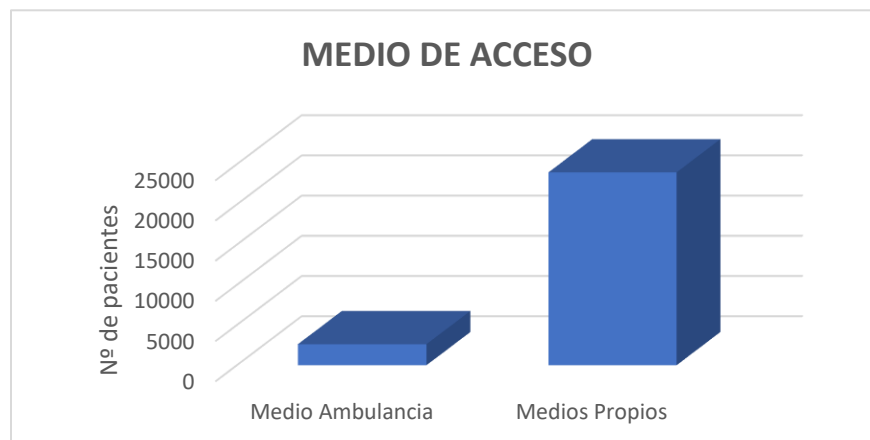 MEDIO DE ACCESO
Nº de pacientes
25000
20000
15000
10000
5000
0
Medio Ambulancia
Medios Propios